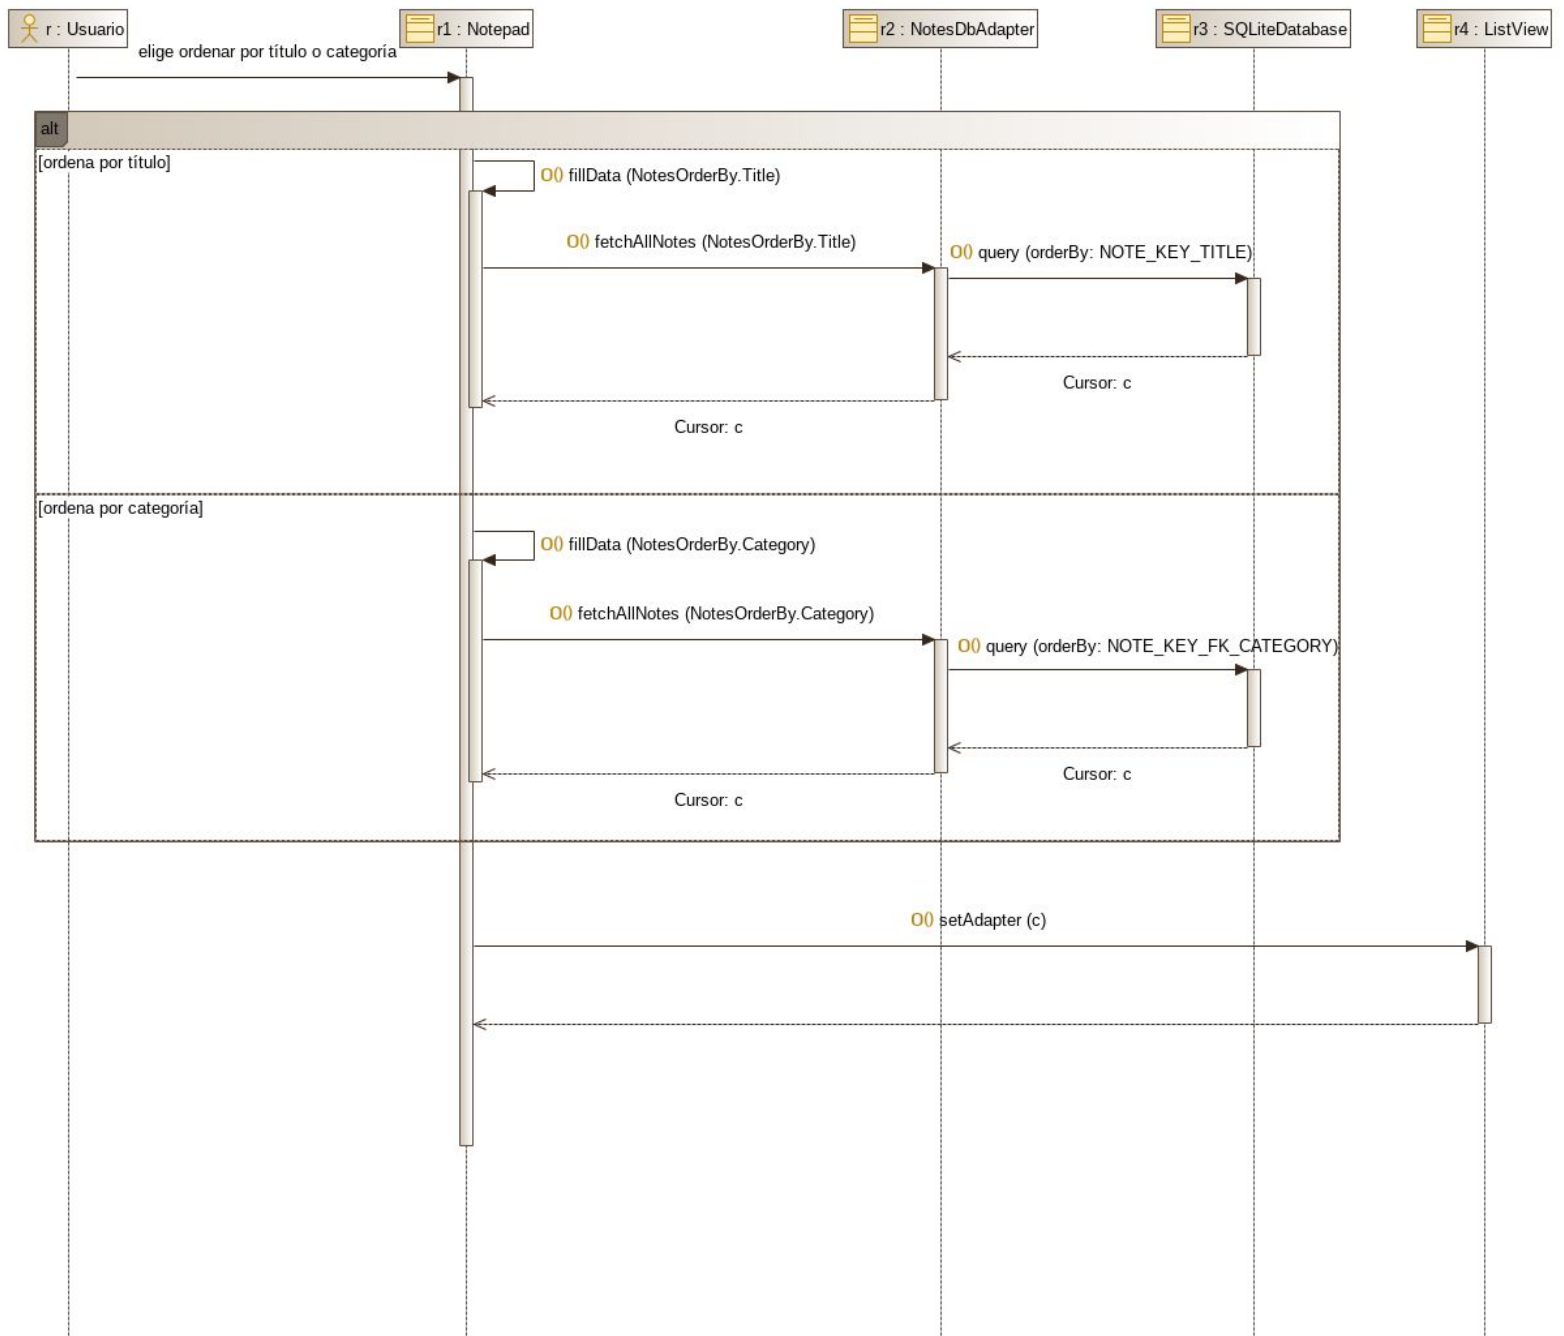 r : Usuario
r1 : Notepad
r2 : NotesDbAdapter
r3 : SQLiteDatabase
r4 : ListView
elige ordenar por título o categoría
alt
[ordena por título]
O() fillData (NotesOrderBy.Title)
O() fetchAllNotes (NotesOrderBy.Title)
O() query (orderBy: NOTE_KEY_TITLE)
Cursor: c
Cursor: c
[ordena por categoría]
O() fillData (NotesOrderBy.Category)
O() fetchAllNotes (NotesOrderBy.Category)
O() query (orderBy: NOTE_KEY_FK_CATEGORY)
Cursor: c
Cursor: c
O() setAdapter (c)